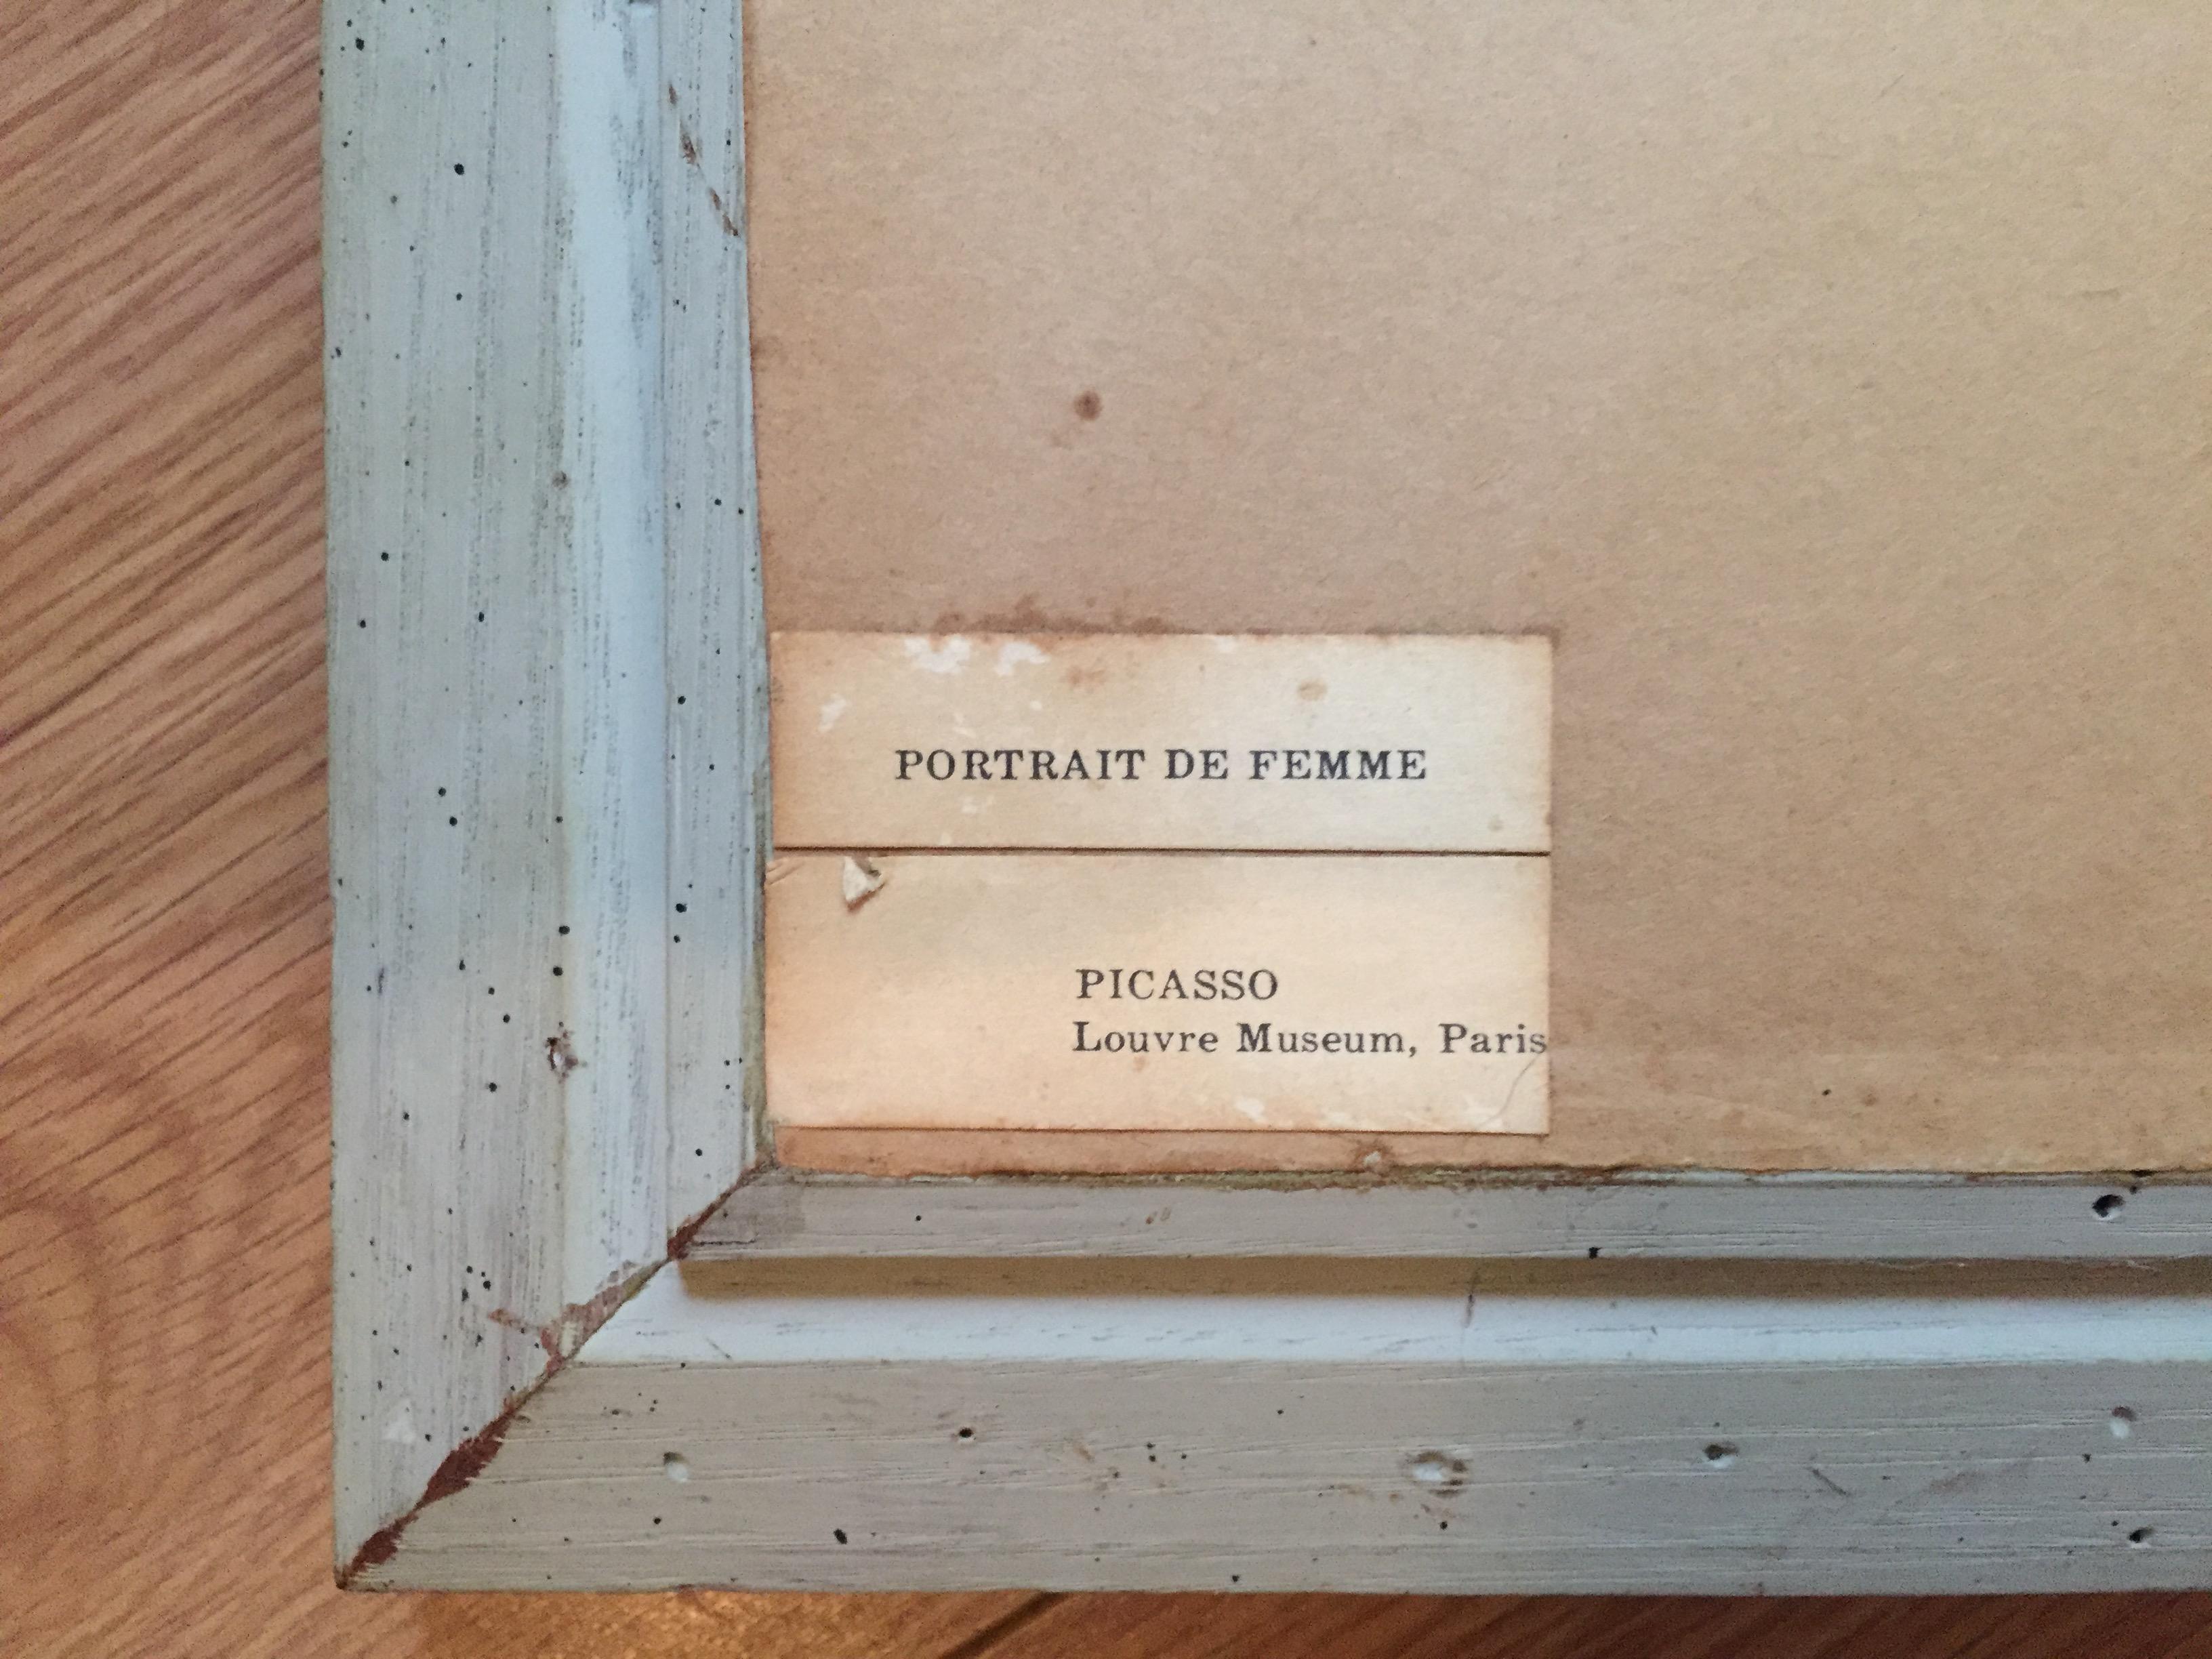 PORTRAIT DE FEMME
PICASSO
Louvre Museum, Paris